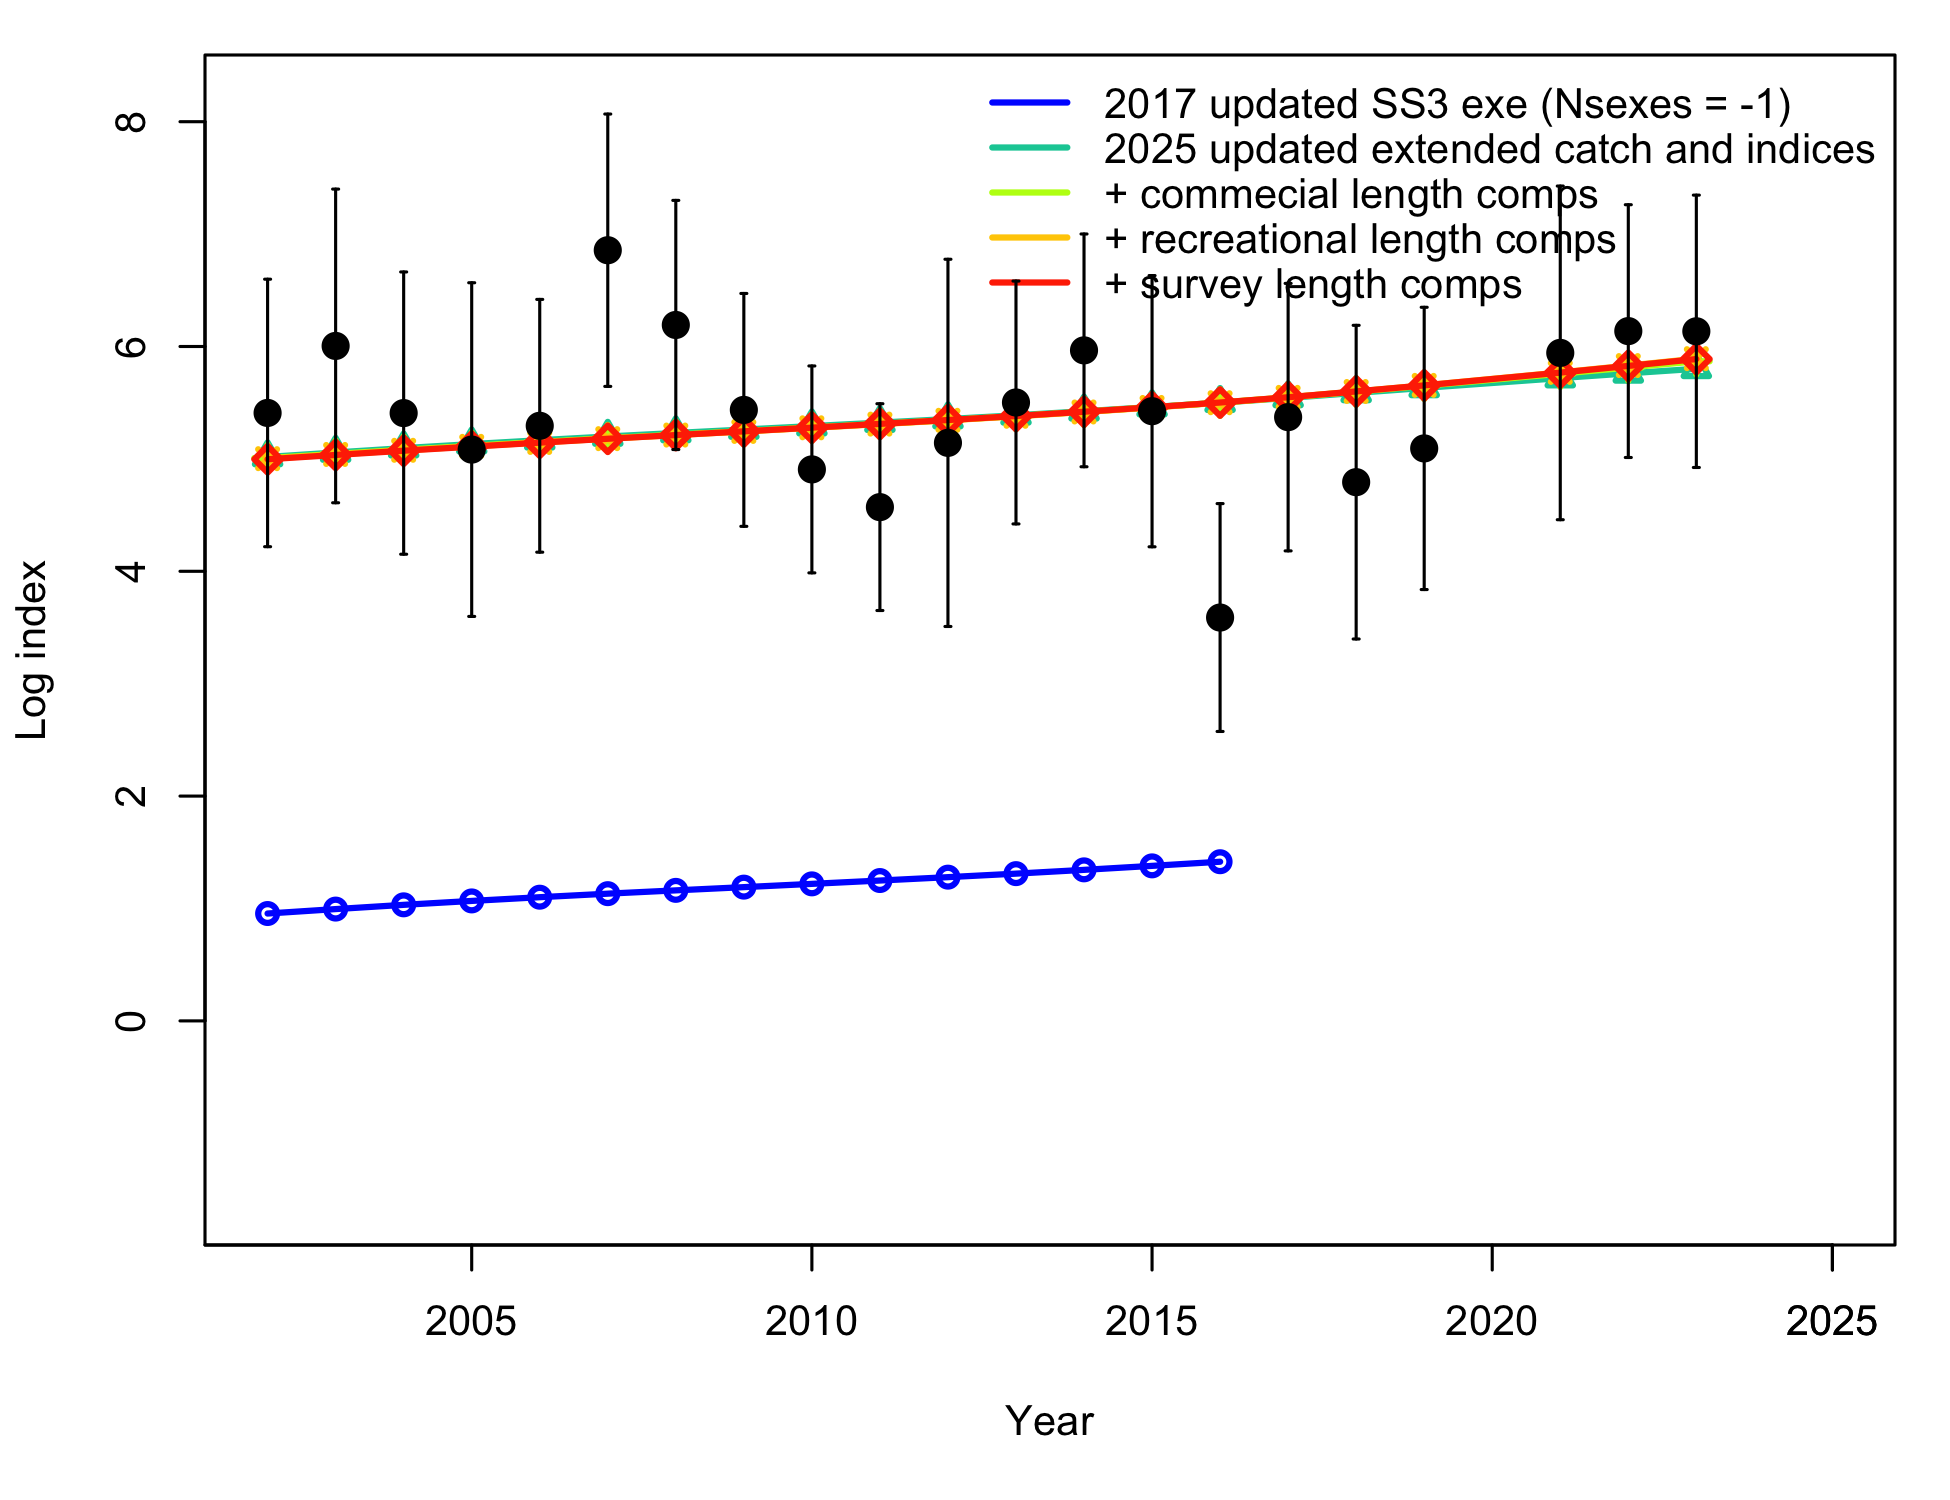 2017 updated SS3 exe (Nsexes = -1)
2025 updated extended catch and indices
+ commecial length comps
+ recreational length comps
+ survey length comps
8
6
4
2
0
Log index
2005
2010
2015
2020
2025
Year